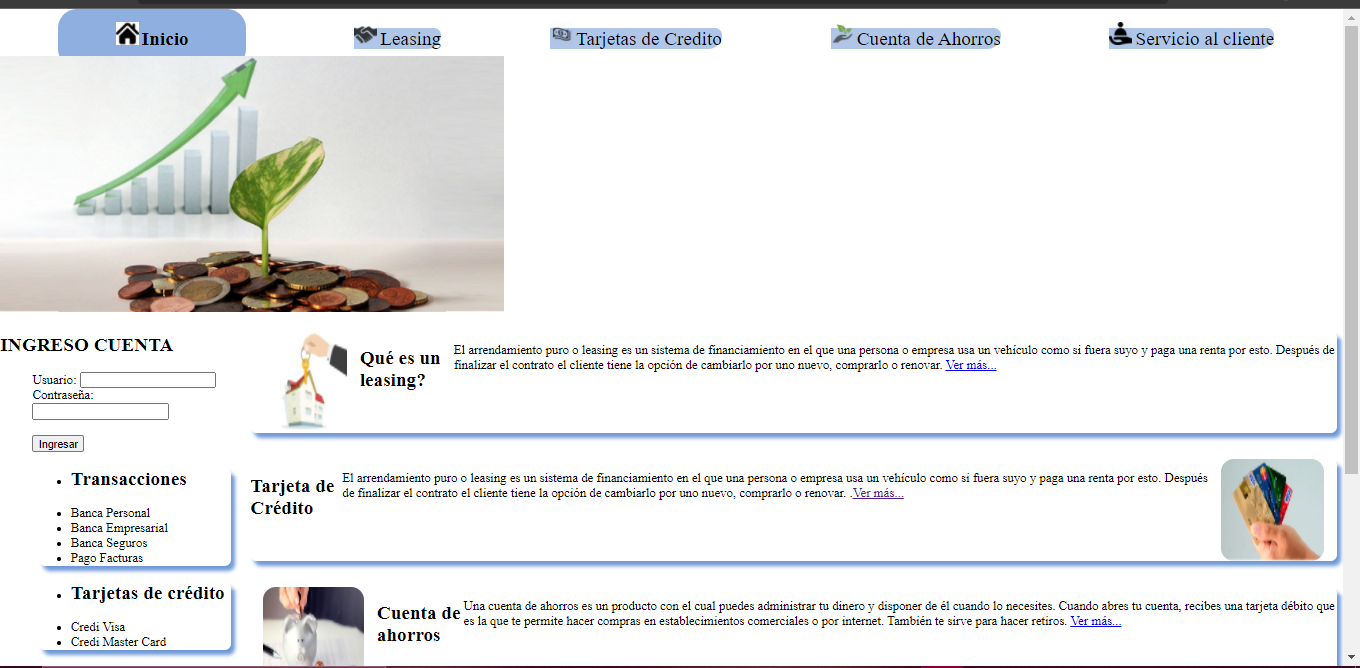 Inicio
Leasing
Tarjetas de Credito
Cuenta de Ahorros
Servicio al cliente
INGRESO CUENTA
Usuario:
Contraseña:
Ingresar
Transacciones
Banca Personal
Banca Empresarial
Banca Seguros
Pago Facturas
Tarjetas de crédito
Credi Visa
Credi Master Card
Qué es un
leasing?
El arrendamiento puro o leasing es un sistema de financiamiento en el que una persona o empresa usa un vehículo como si fuera suyo y paga una renta por esto. Después de
finalizar el contrato el cliente tiene la opción de cambiarlo por uno nuevo, comprarlo o renovar. Ver más...
Tarjeta de
Crédito
El arrendamiento puro o leasing es un sistema de financiamiento en el que una persona o empresa usa un vehículo como si fuera suyo y paga una renta por esto. Después
de finalizar el contrato el cliente tiene la opción de cambiarlo por uno nuevo, comprarlo o renovar. .Ver más...
Cuenta de
ahorros
Una cuenta de ahorros es un producto con el cual puedes administrar tu dinero y disponer de él cuando lo necesites. Cuando abres tu cuenta, recibes una tarjeta débito que
es la que te permite hacer compras en establecimientos comerciales o por internet. También te sirve para hacer retiros. Ver más...